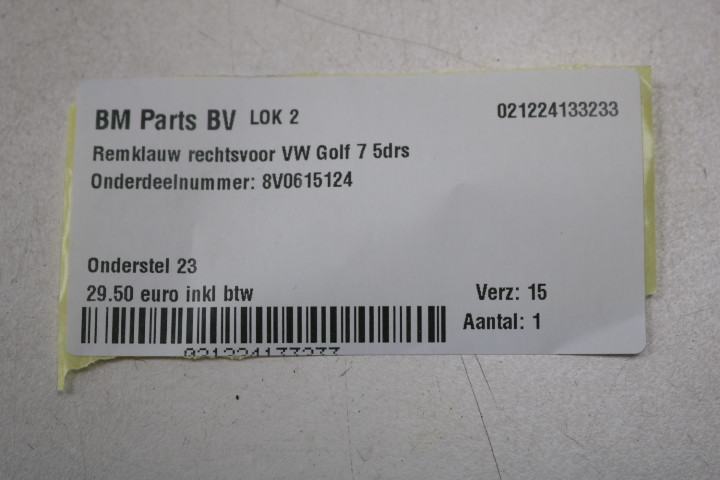 BM Parts BV LOK 2 021224133233
Remklauw rechtsvoor VW Golf 7 5drs
Onderdeelnummer: 8V0615124
Onderstel 23
29.50 euro inkl btw Verz: 15
Aantal: 1
021224133233